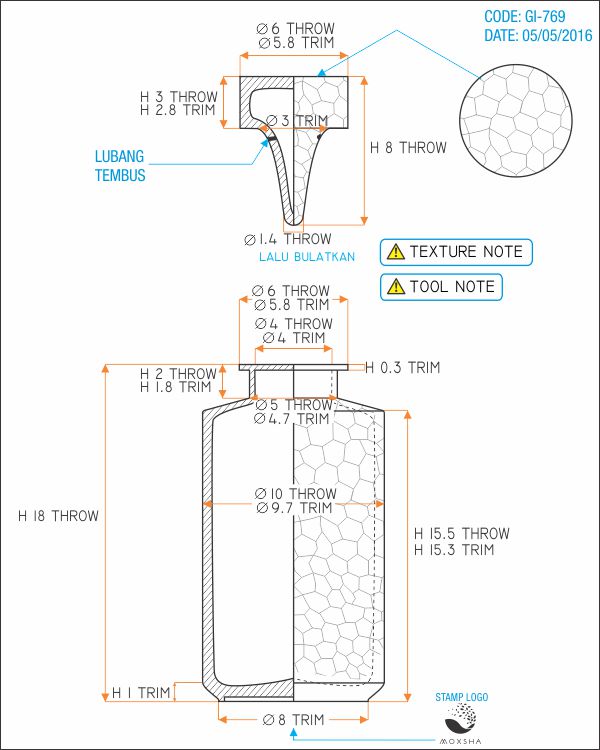 CODE: GI-769
DATE: 05/05/2016
Ø 6 THROW
Ø 5.8 TRIM
H 3 THROW
H 2.8 TRIM
Ø 3 TRIM
H 8 THROW
LUBANG
TEMBUS
Ø 1.4 THROW
LALU BULATKAN
TEXTURE NOTE
TOOL NOTE
Ø 6 THROW
Ø 5.8 TRIM
Ø 4 THROW
Ø 4 TRIM
H 0.3 TRIM
H 2 THROW
H 1.8 TRIM
Ø 5 THROW
Ø 4.7 TRIM
Ø 10 THROW
Ø 9.7 TRIM
H 18 THROW
H 15.5 THROW
H 15.3 TRIM
H 1 TRIM
Ø 8 TRIM
STAMP LOGO
MOXSHA